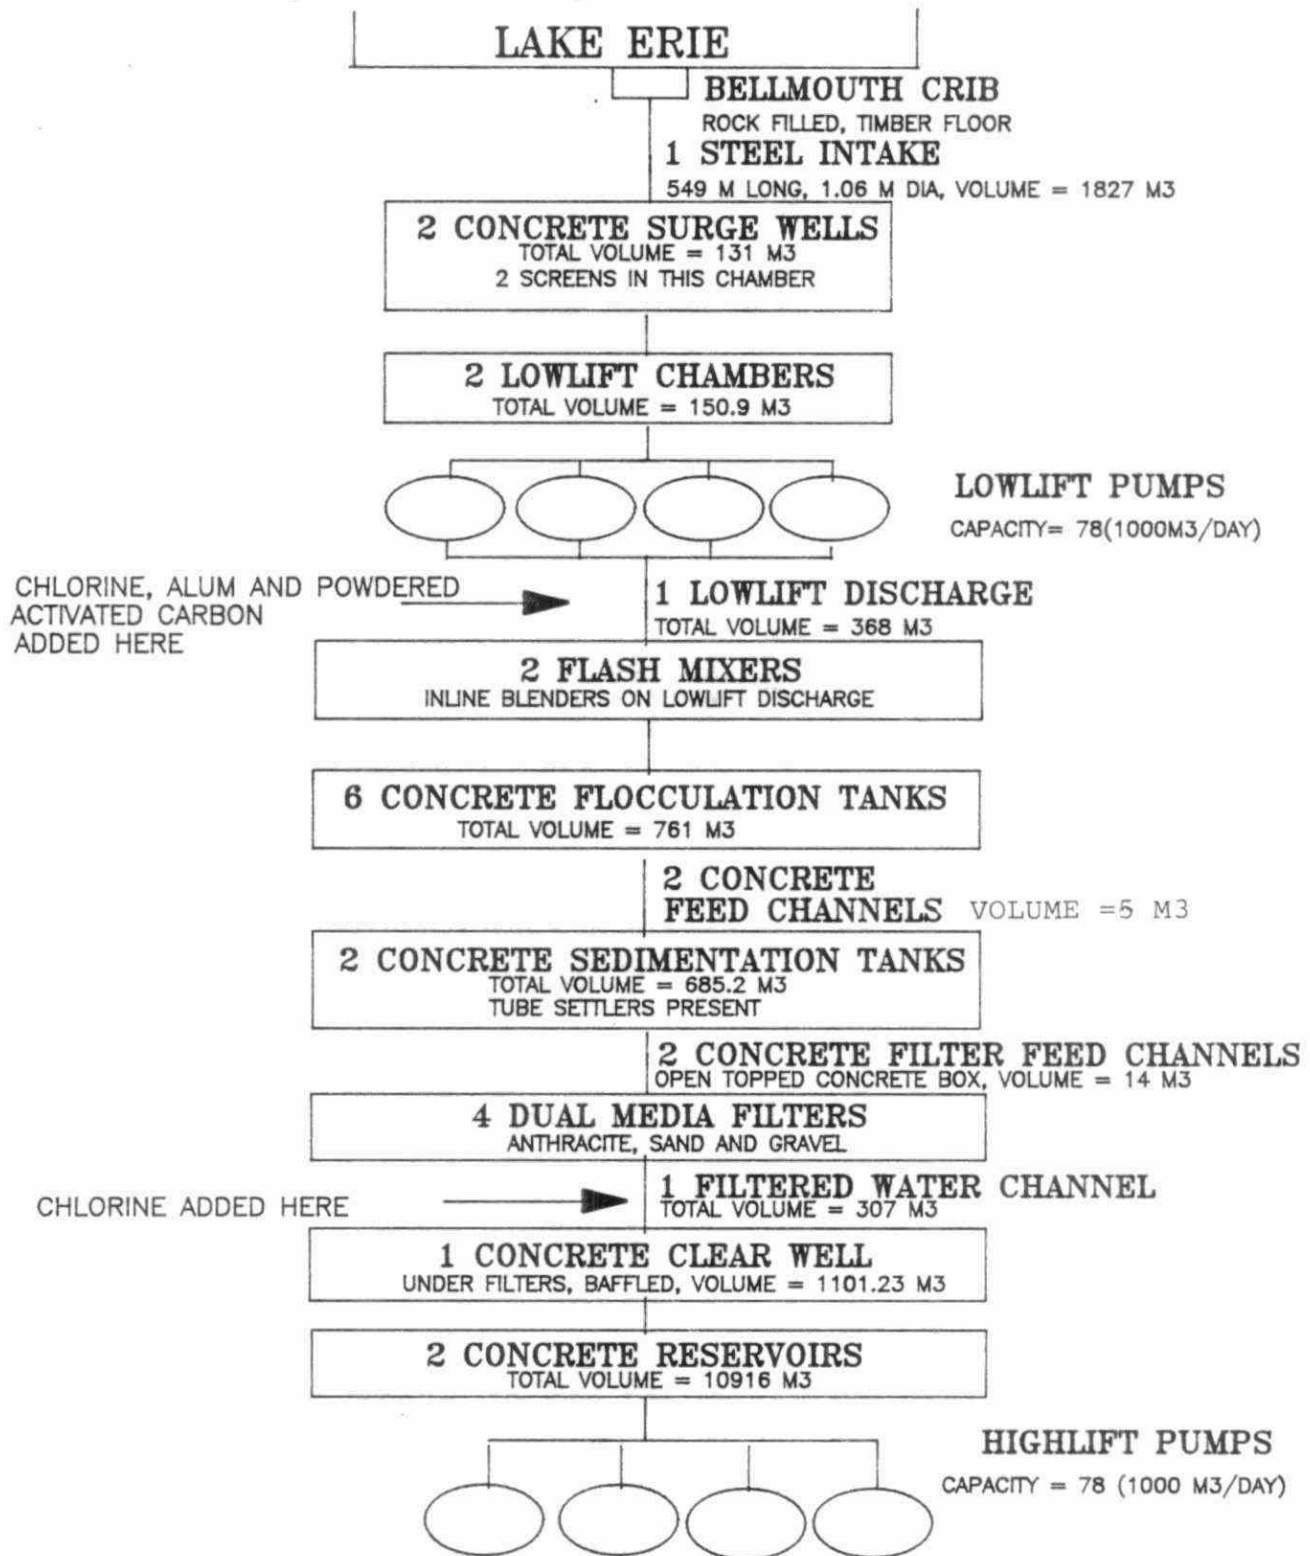 LAKE ERIE
BELLMOUTH CRIB
ROCK FILLED, TIMBER FLOOR
1 STEEL INTAKE
549 M LONG, 1.06 M DIA, VOLUME = 1827 M3
2 CONCRETE SURGE WELLS
TOTAL VOLUME = 131 M3
2 SCREENS IN THIS CHAMBER
2 LOWLIFT CHAMBERS
TOTAL VOLUME = 150.9 M3
LOWLIFT PUMPS
CAPACITY= 78(1000M3/DAY)
CHLORINE, ALUM AND POWDERED
ACTIVATED CARBON
ADDED HERE
1 LOWLIFT DISCHARGE
TOTAL VOLUME = 368 M3
2 FLASH MIXERS
INLINE BLENDERS ON LOWLIFT DISCHARGE
6 CONCRETE FLOCCULATION TANKS
TOTAL VOLUME = 761 M3
2 CONCRETE
FEED CHANNELS VOLUME =5 M3
2 CONCRETE SEDIMENTATION TANKS
TOTAL VOLUME = 685.2 M3
TUBE SETTLERS PRESENT
2 CONCRETE FILTER FEED CHANNELS
OPEN TOPPED CONCRETE BOX, VOLUME = 14 M3
4 DUAL MEDIA FILTERS
ANTHRACITE, SAND AND GRAVEL
CHLORINE ADDED HERE
1 FILTERED WATER CHANNEL
TOTAL VOLUME = 307 M3
1 CONCRETE CLEAR WELL
UNDER FILTERS, BAFFLED, VOLUME = 1101.23 M3
2 CONCRETE RESERVOIRS
TOTAL VOLUME = 10916 M3
HIGHLIFT PUMPS
CAPACITY = 78 (1000 M3/DAY)